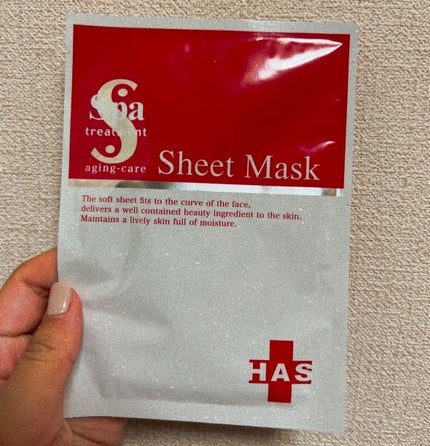 S
Spa
treatment
aging-care
Sheet Mask
The soft sheet fits to the curve of the face,
delivers a well contained beauty ingredient to the skin.
Maintains a lively skin full of moisture.
HAS